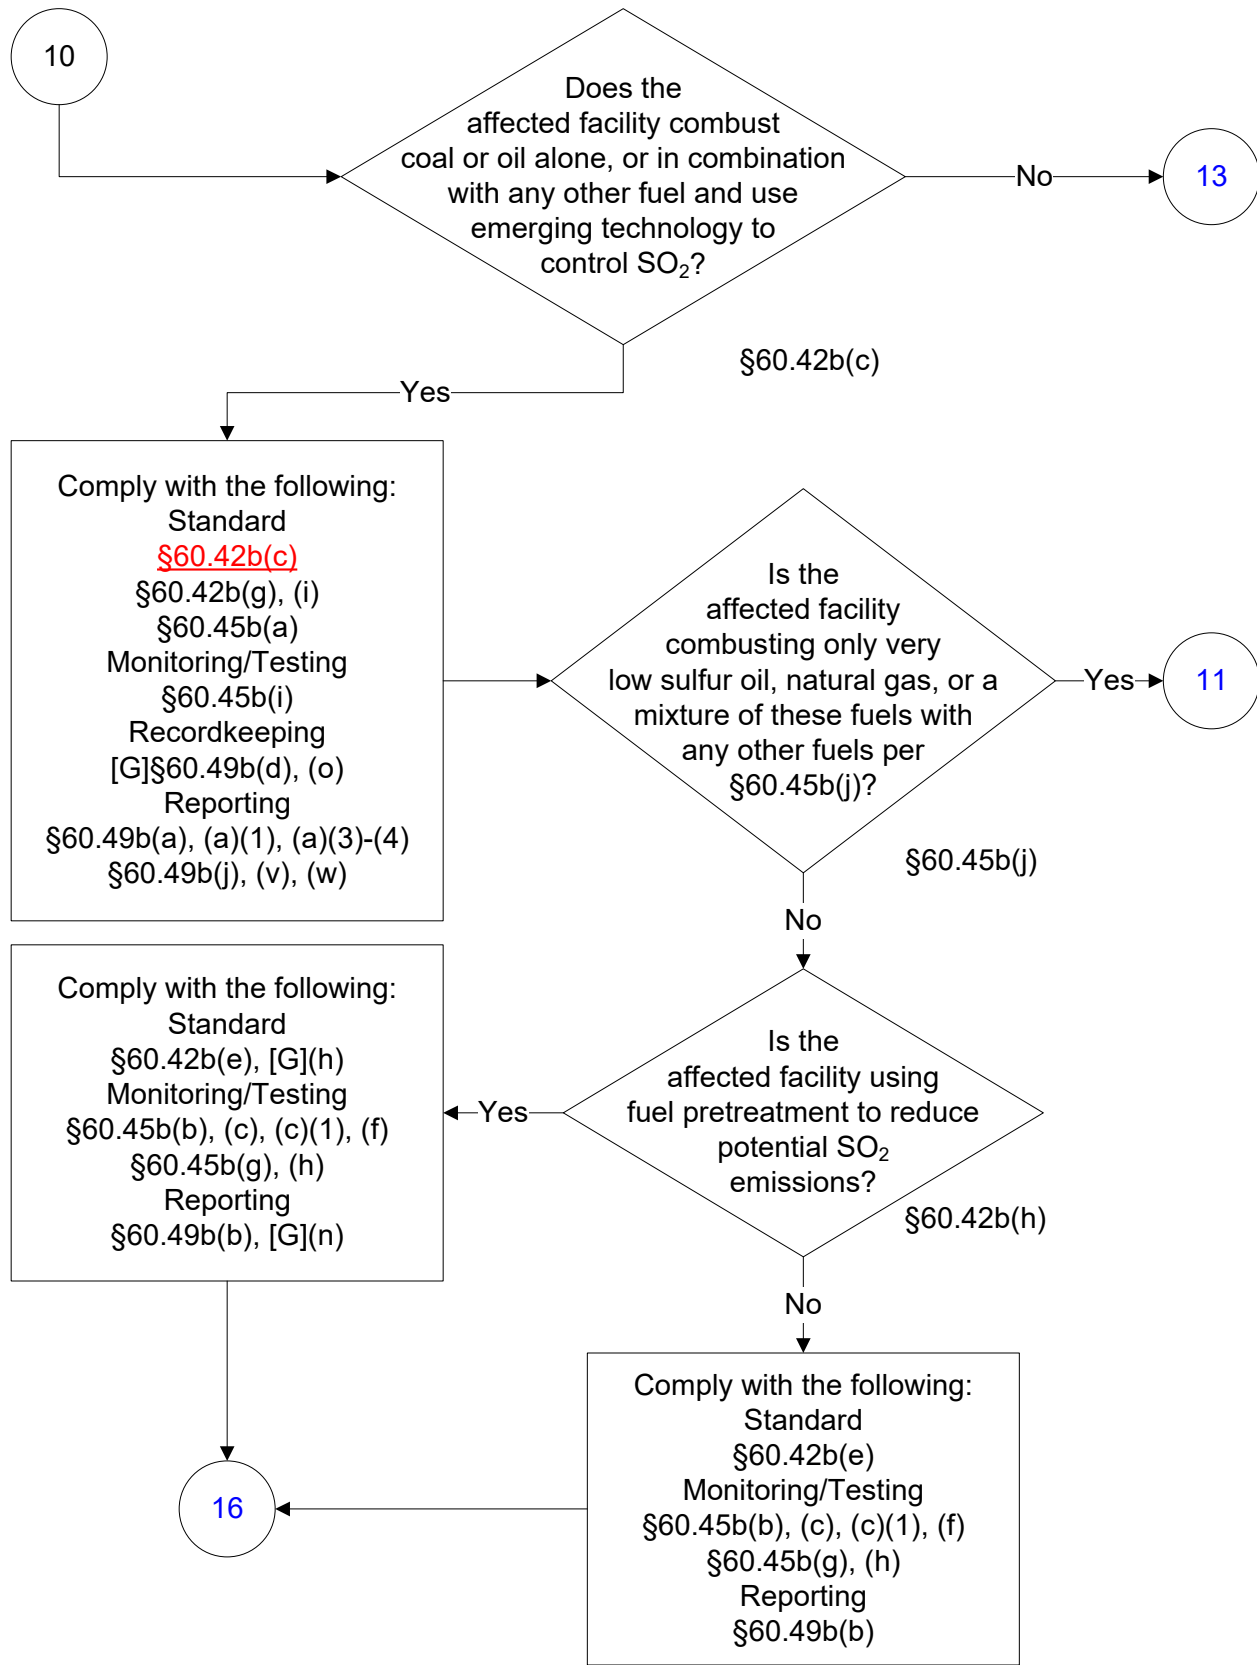 10
Does the
affected facility combust
coal or oil alone, or in combination
with any other fuel and use
emerging technology to
control SO₂?
No
13
§60.42b(c)
Yes
Comply with the following:
Standard
§60.42b(c)
§60.42b(g), (i)
§60.45b(a)
Monitoring/Testing
§60.45b(i)
Recordkeeping
[G]§60.49b(d), (o)
Reporting
§60.49b(a), (a)(1), (a)(3)-(4)
§60.49b(j), (v), (w)
Is the
affected facility
combusting only very
low sulfur oil, natural gas, or a
mixture of these fuels with
any other fuels per
§60.45b(j)?
Yes
11
§60.45b(j)
No
Is the
affected facility using
fuel pretreatment to reduce
potential SO₂
emissions?
§60.42b(h)
Yes
Comply with the following:
Standard
§60.42b(e), [G](h)
Monitoring/Testing
§60.45b(b), (c), (c)(1), (f)
§60.45b(g), (h)
Reporting
§60.49b(b), [G](n)
No
Comply with the following:
Standard
§60.42b(e)
Monitoring/Testing
§60.45b(b), (c), (c)(1), (f)
§60.45b(g), (h)
Reporting
§60.49b(b)
16